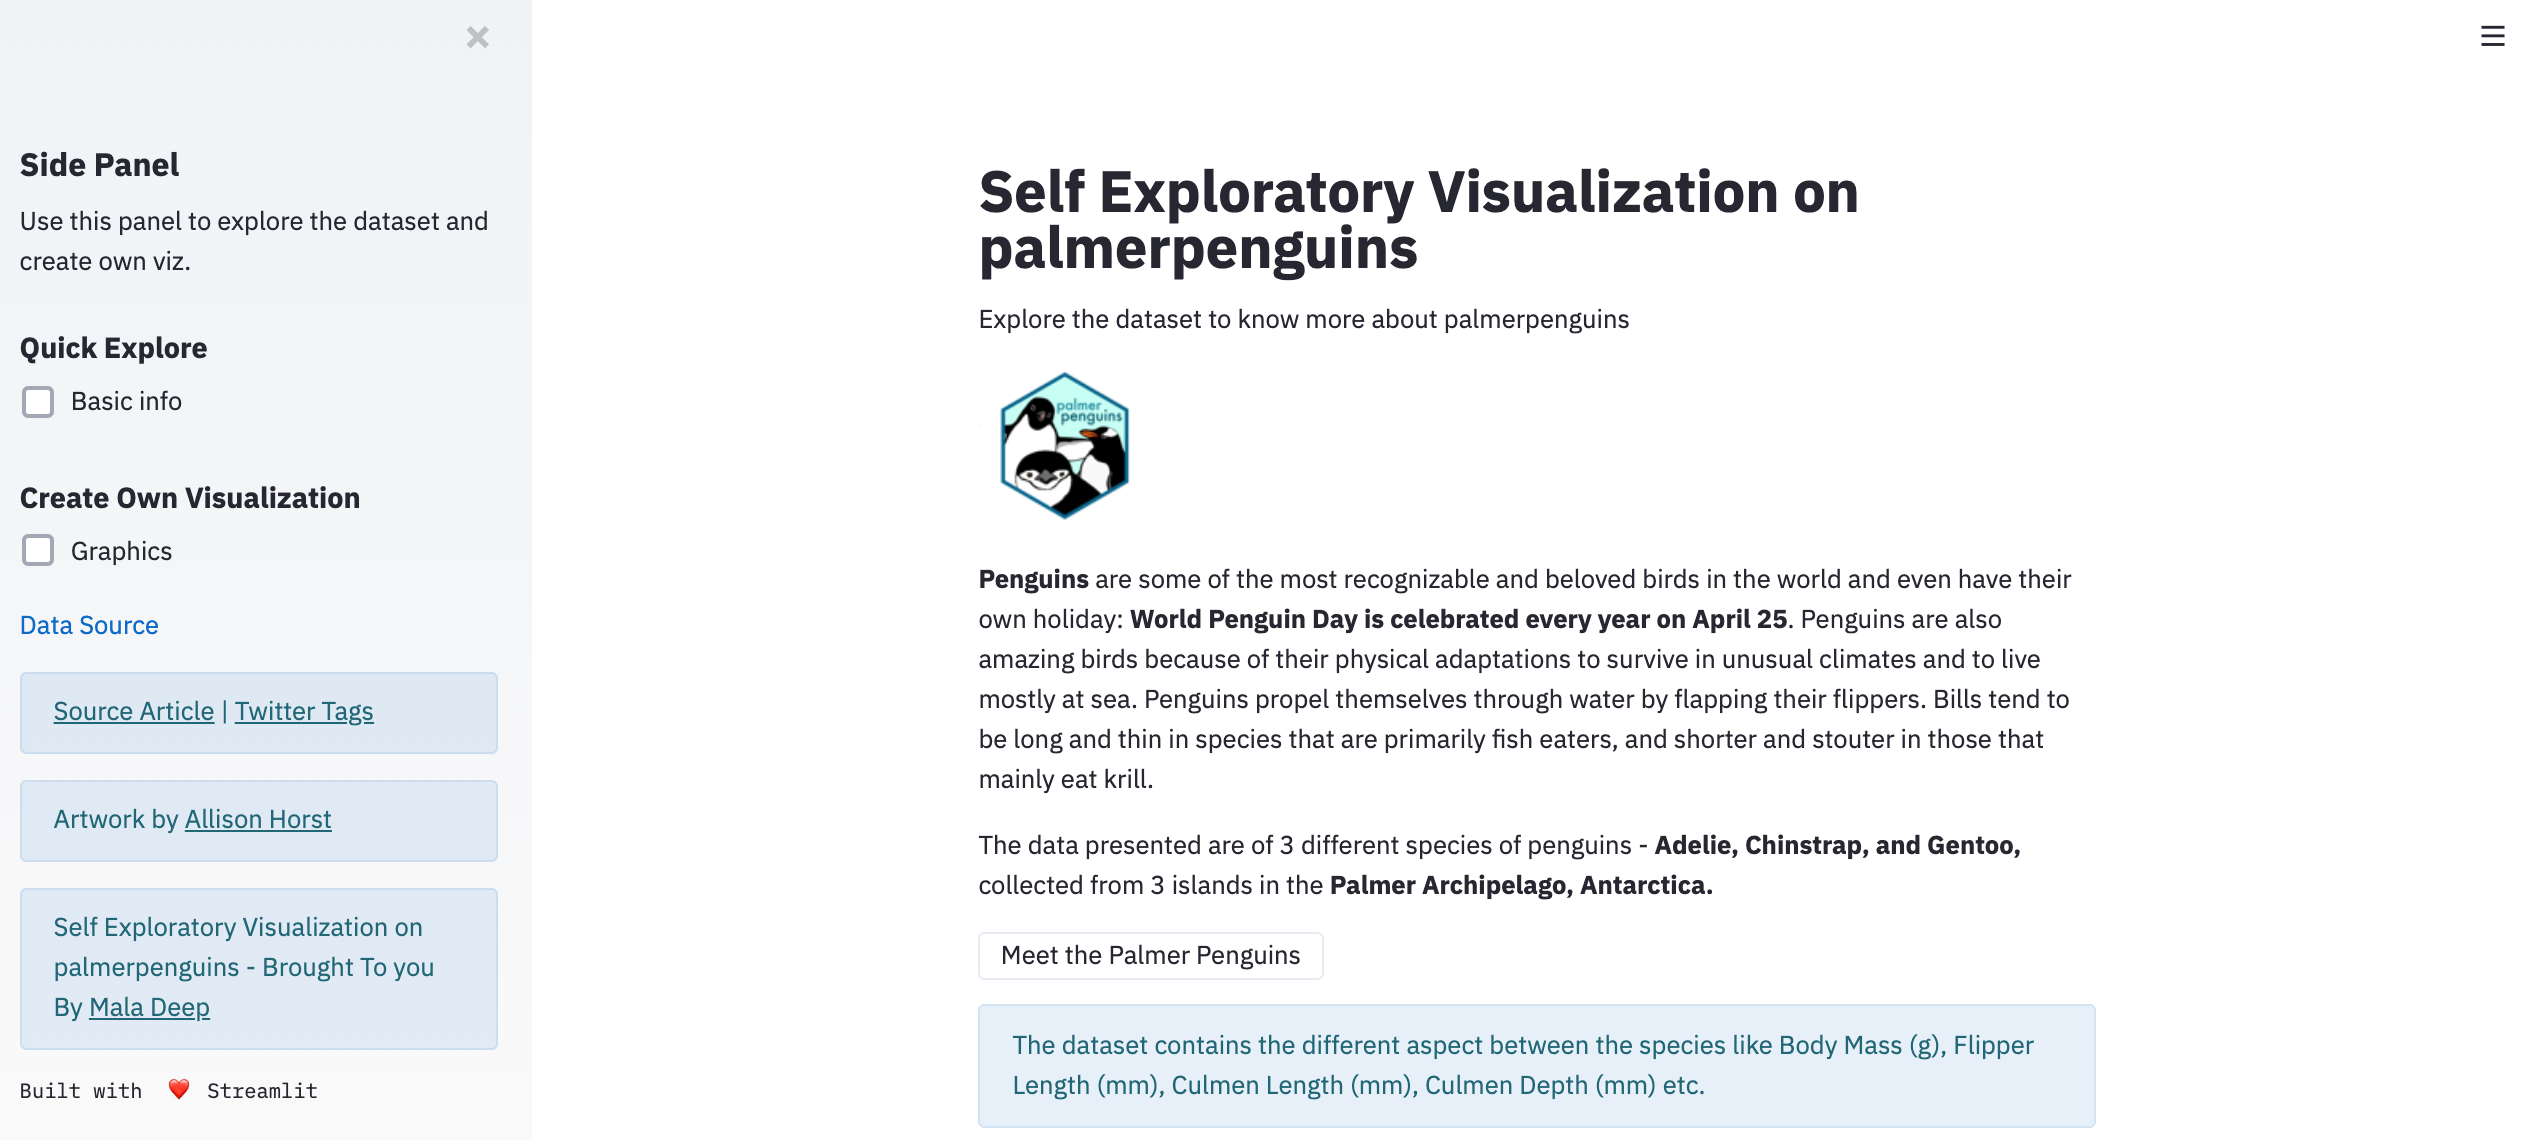 Side Panel
Use this panel to explore the dataset and
create own viz.
Quick Explore
Basic info
Create Own Visualization
Graphics
Data Source
Source Article | Twitter Tags
Artwork by Allison Horst
Self Exploratory Visualization on
palmerpenguins - Brought To you
By Mala Deep
Built with ❤️ Streamlit
Self Exploratory Visualization on
palmerpenguins
Explore the dataset to know more about palmerpenguins
palmer
penguins
Penguins are some of the most recognizable and beloved birds in the world and even have their
own holiday: World Penguin Day is celebrated every year on April 25. Penguins are also
amazing birds because of their physical adaptations to survive in unusual climates and to live
mostly at sea. Penguins propel themselves through water by flapping their flippers. Bills tend to
be long and thin in species that are primarily fish eaters, and shorter and stouter in those that
mainly eat krill.
The data presented are of 3 different species of penguins - Adelie, Chinstrap, and Gentoo,
collected from 3 islands in the Palmer Archipelago, Antarctica.
Meet the Palmer Penguins
The dataset contains the different aspect between the species like Body Mass (g), Flipper
Length (mm), Culmen Length (mm), Culmen Depth (mm) etc.